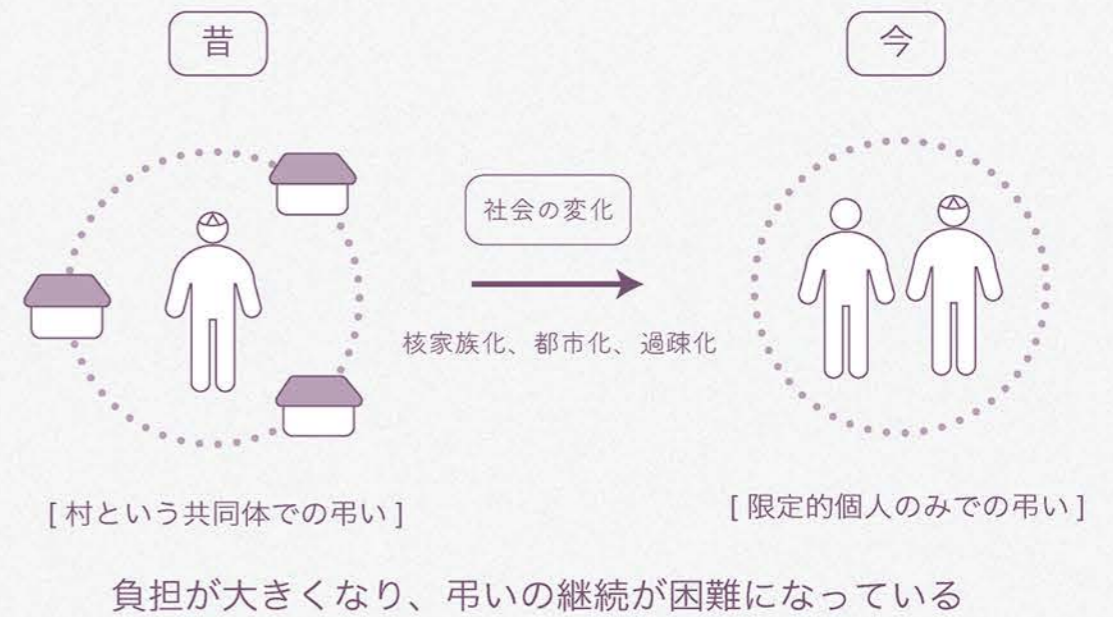 昔
今
社会の変化
核家族化、都市化、過疎化
[ 村という共同体での弔い ]
[ 限定的個人のみでの弔い ]
負担が大きくなり、弔いの継続が困難になっている